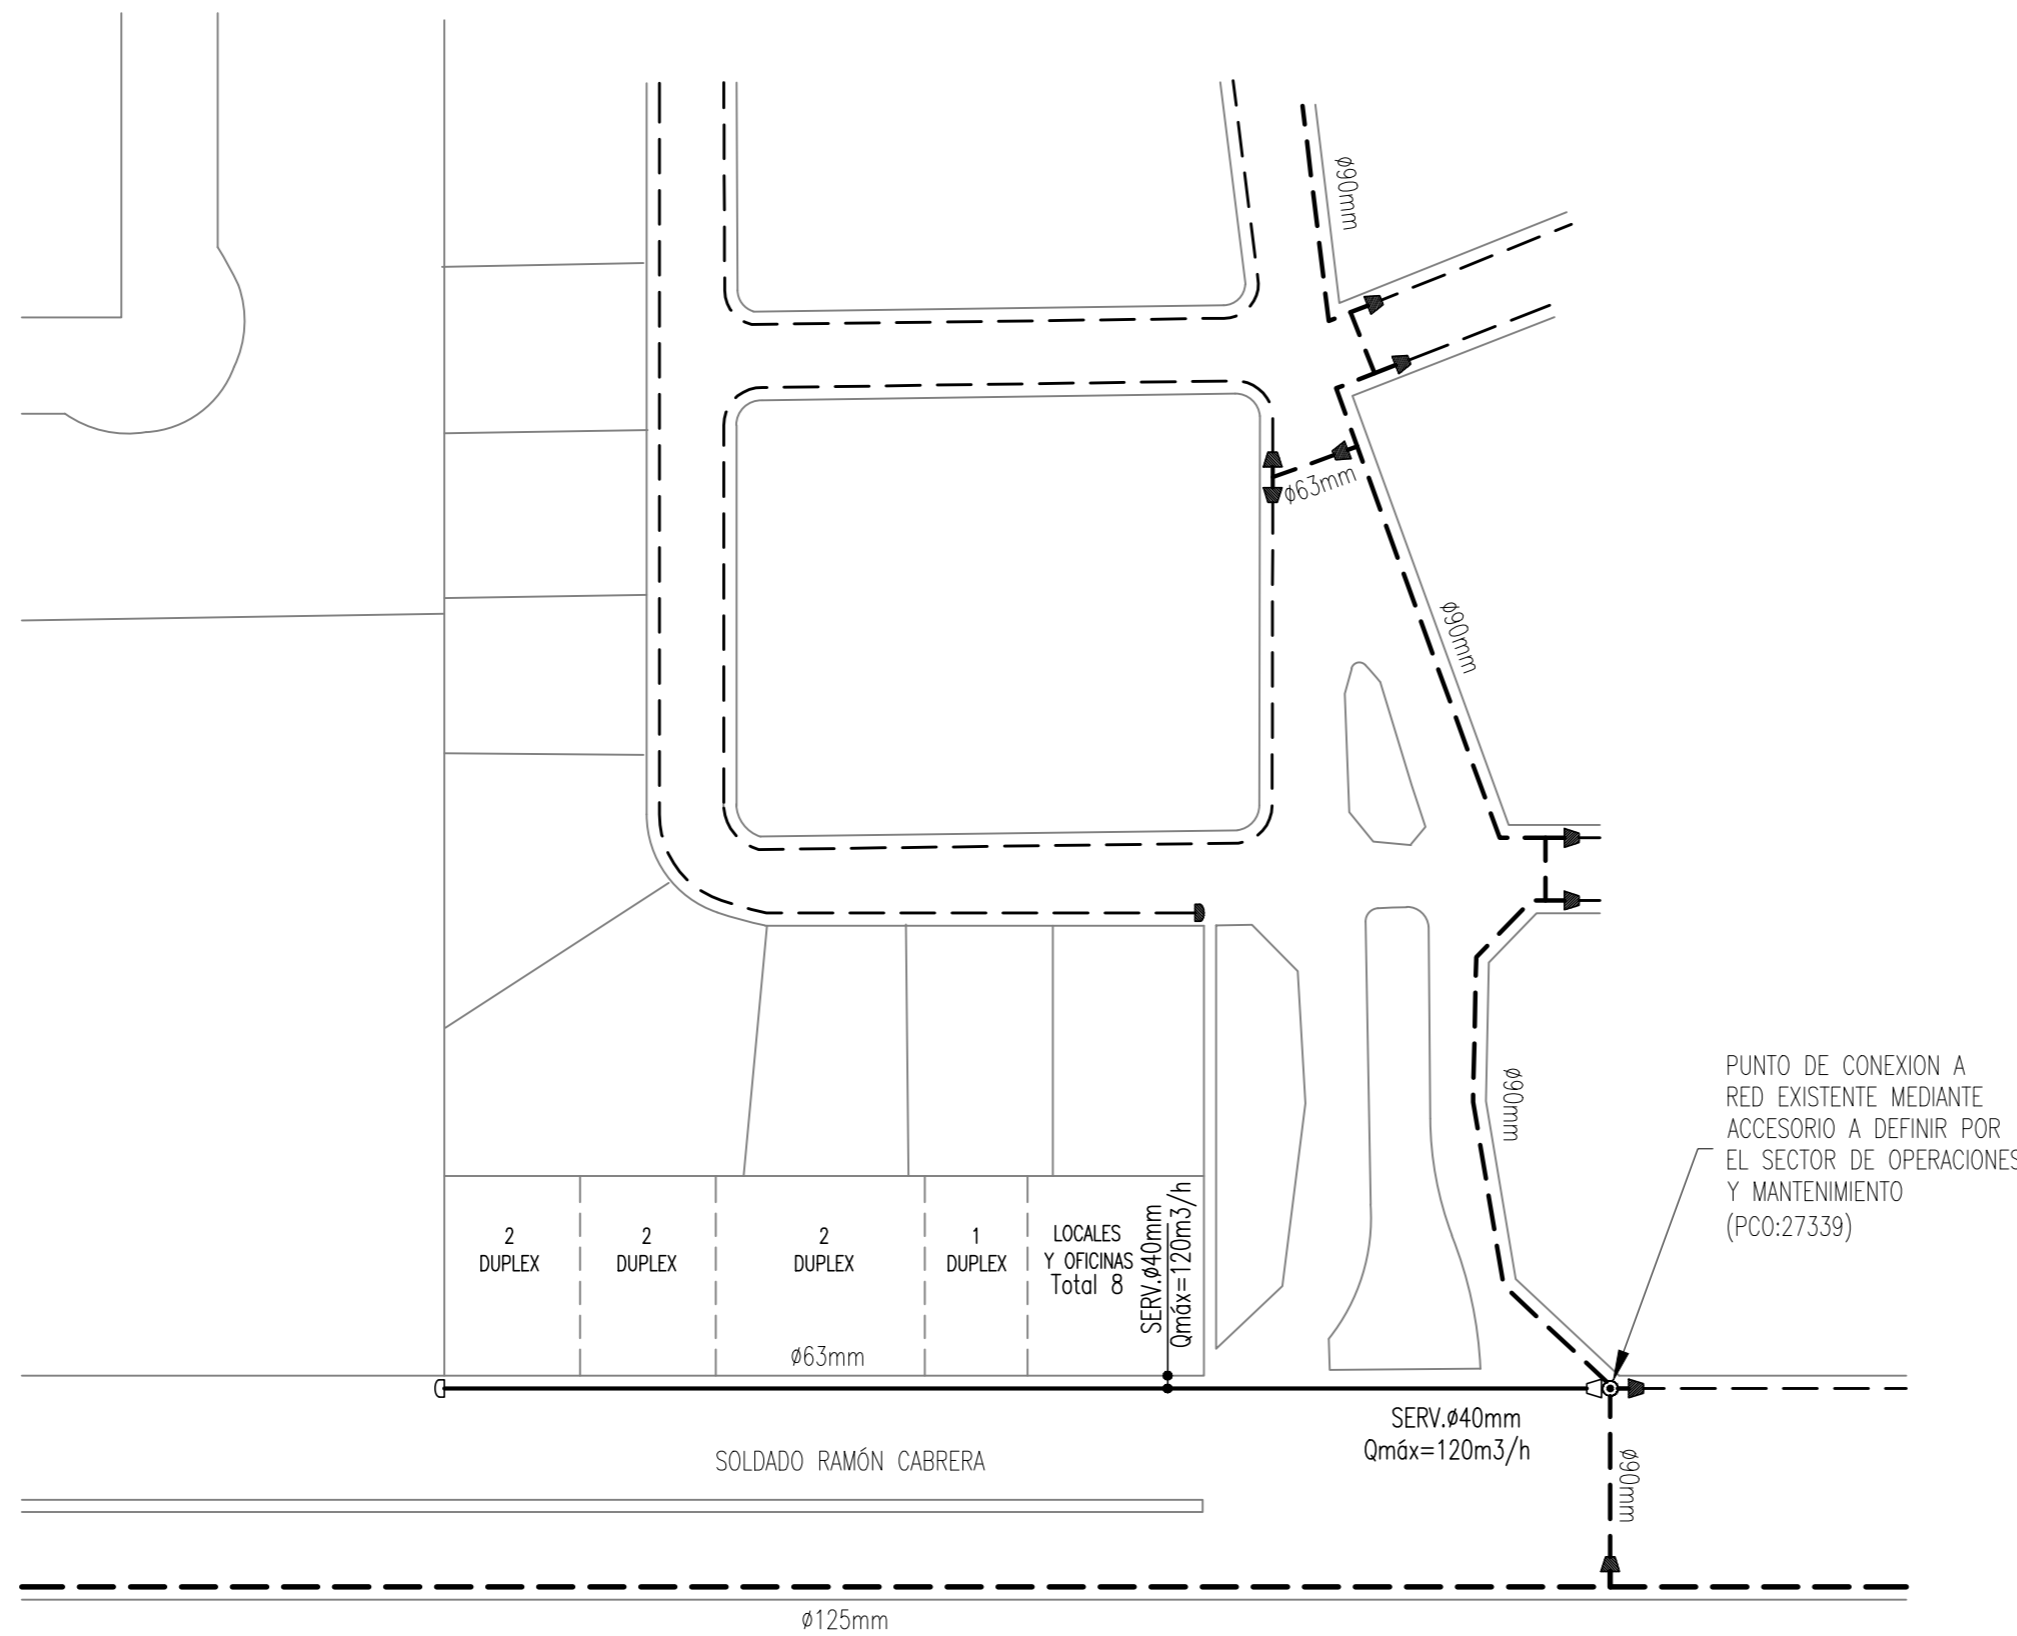 ø90mm
ø63mm
ø90mm
ø90mm
PUNTO DE CONEXION A
RED EXISTENTE MEDIANTE
ACCESORIO A DEFINIR POR
EL SECTOR DE OPERACIONES
Y MANTENIMIENTO
(PCO:27339)
2
DUPLEX
2
DUPLEX
2
DUPLEX
1
DUPLEX
LOCALES
Y OFICINAS
Total 8
SERV.ø40mm
Qmáx=120m3/h
ø63mm
SERV.ø40mm
Qmáx=120m3/h
SOLDADO RAMÓN CABRERA
ø90mm
ø125mm